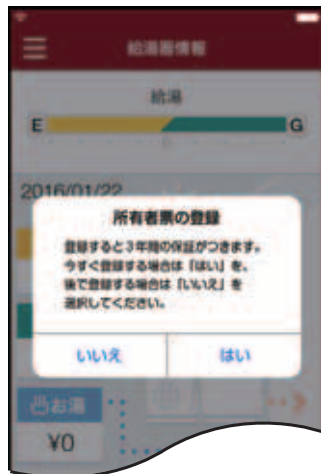 給湯器情報
給湯
E G
2016/01/22
所有者票の登録
登録すると3年間の保証がつきます。
今すぐ登録する場合は「はい」を、
後で登録する場合は「いいえ」を
選択してください。
いいえ はい
お湯
¥0